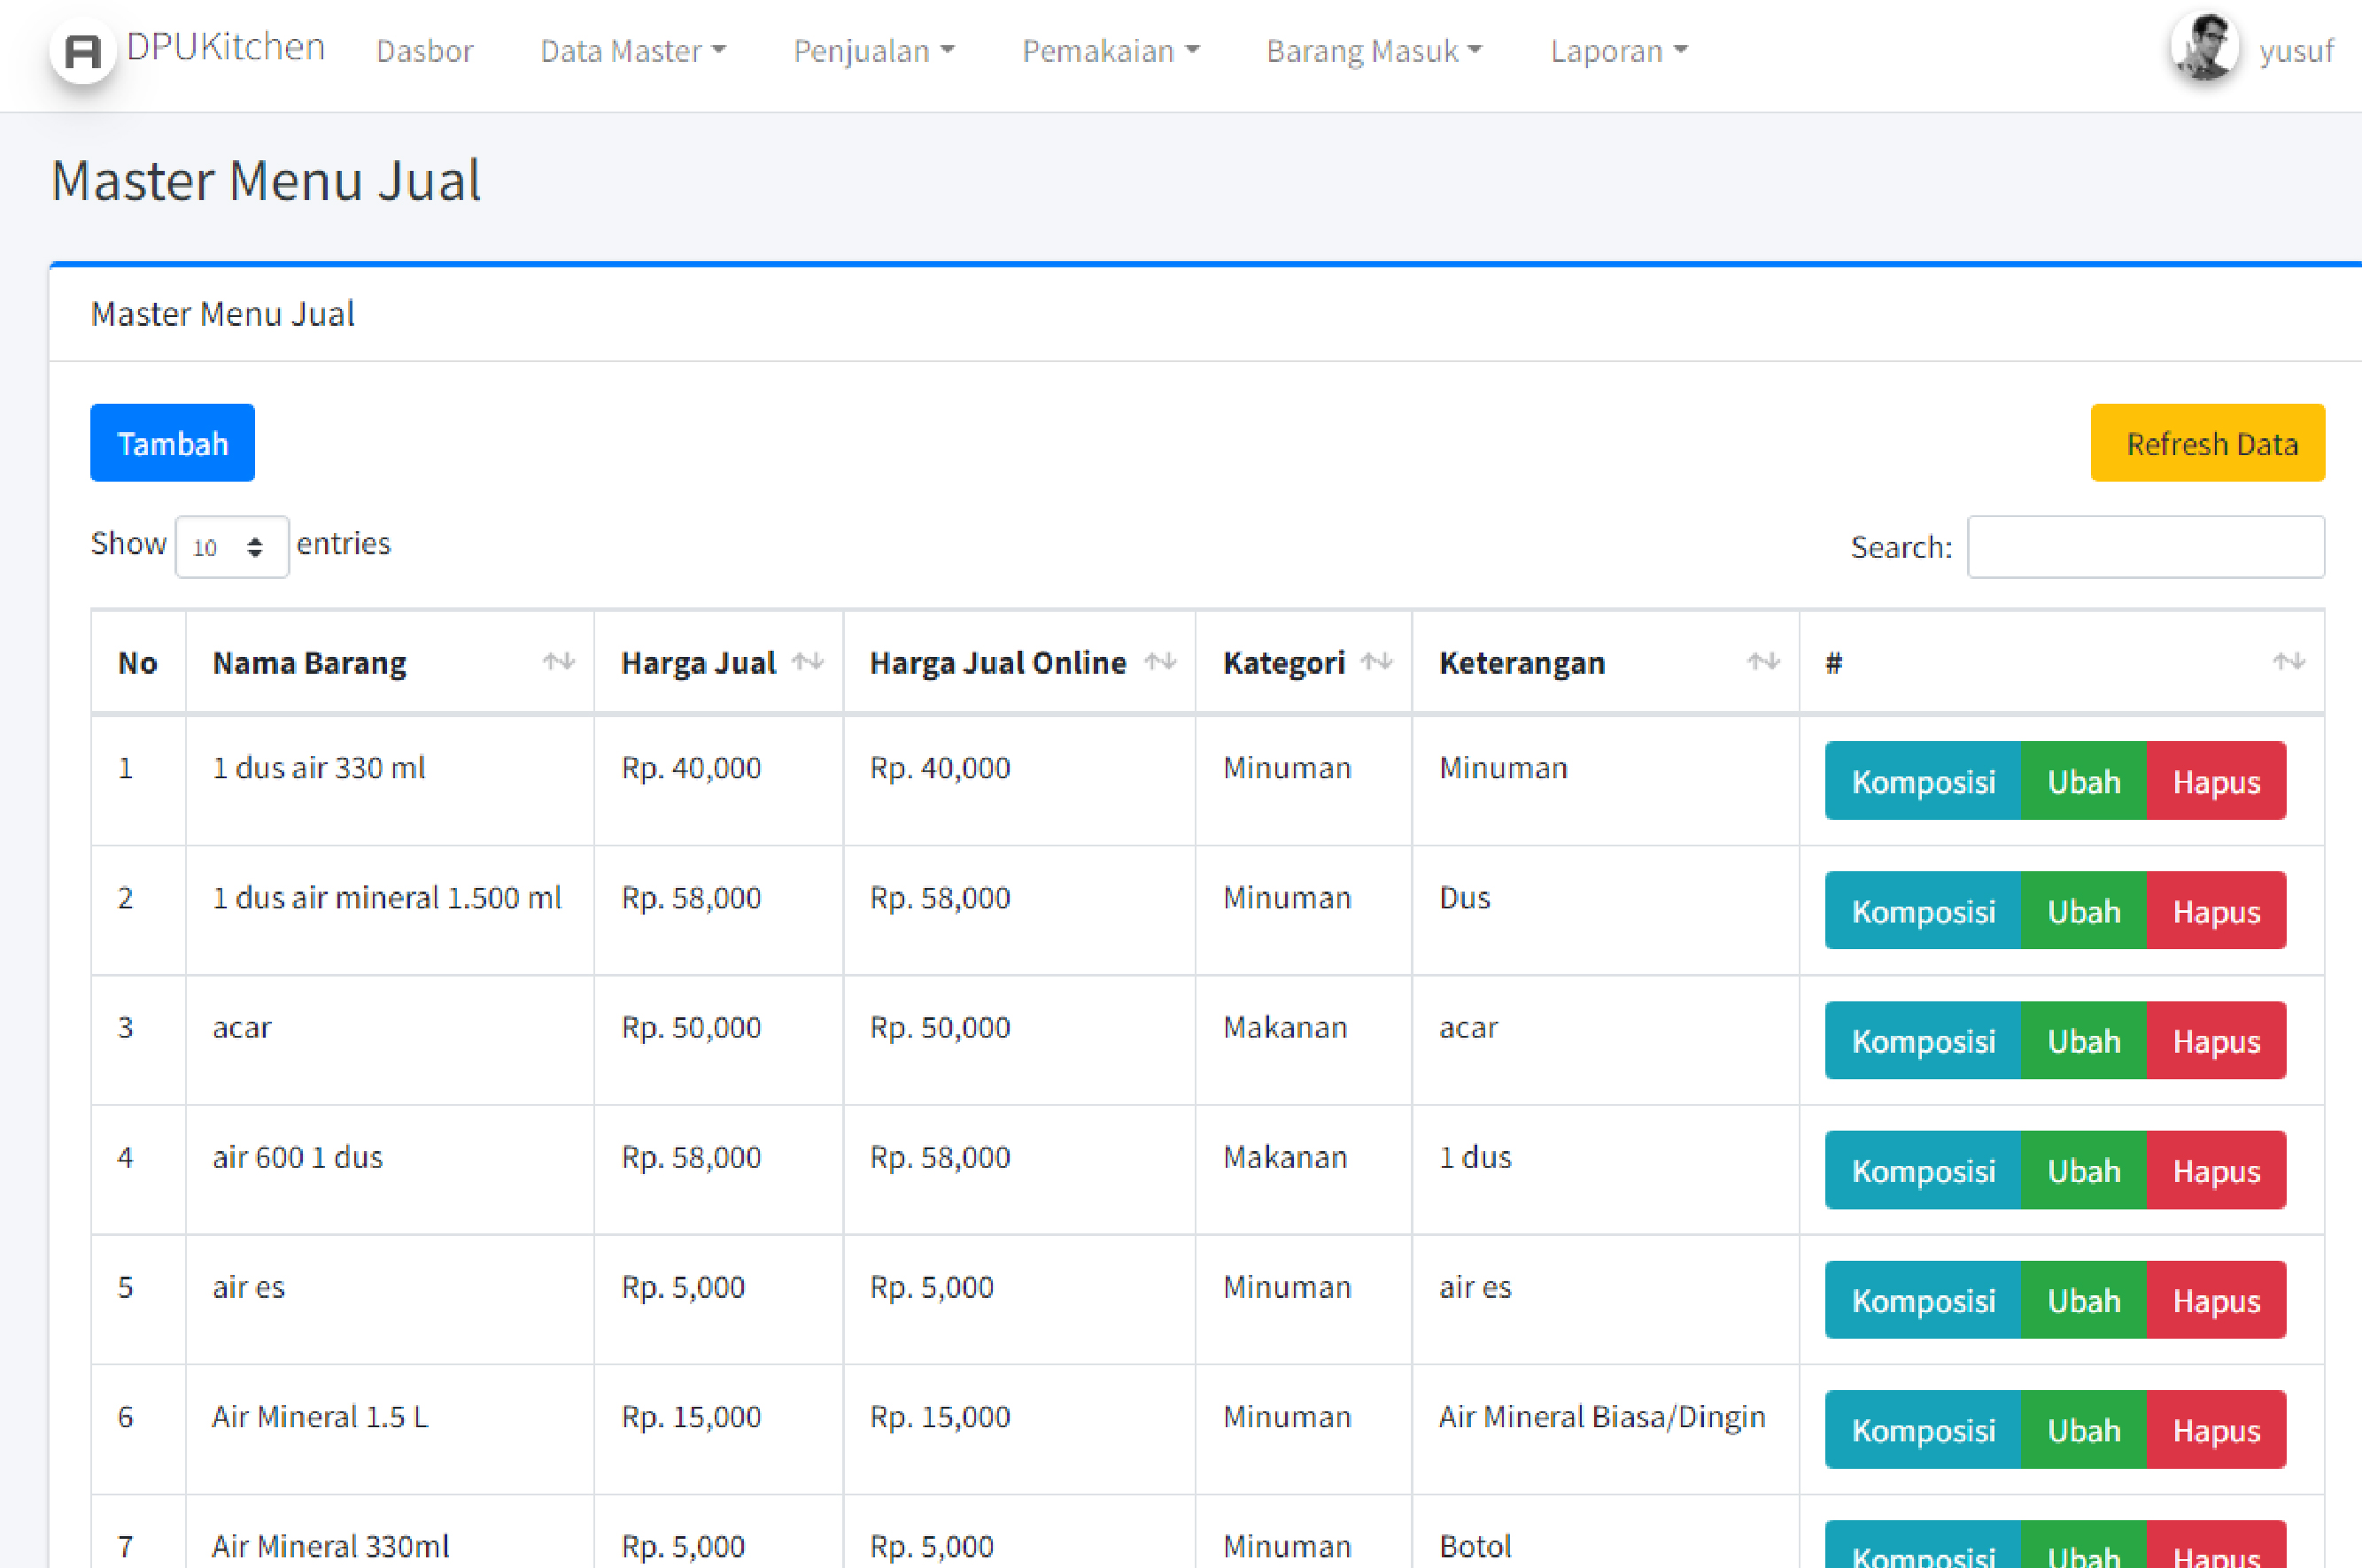 DPUKitchen Dasbor Data Master Penjualan Pemakaian Barang Masuk Laporan yusuf
Master Menu Jual
Master Menu Jual
Tambah Refresh Data
Show 10 entries Search:
No Nama Barang Harga Jual Harga Jual Online Kategori Keterangan #
1 1 dus air 330 ml Rp. 40,000 Rp. 40,000 Minuman Minuman Komposisi Ubah Hapus
2 1 dus air mineral 1.500 ml Rp. 58,000 Rp. 58,000 Minuman Dus Komposisi Ubah Hapus
3 acar Rp. 50,000 Rp. 50,000 Makanan acar Komposisi Ubah Hapus
4 air 600 1 dus Rp. 58,000 Rp. 58,000 Makanan 1 dus Komposisi Ubah Hapus
5 air es Rp. 5,000 Rp. 5,000 Minuman air es Komposisi Ubah Hapus
6 Air Mineral 1.5 L Rp. 15,000 Rp. 15,000 Minuman Air Mineral Biasa/Dingin Komposisi Ubah Hapus
7 Air Mineral 330ml Rp. 5,000 Rp. 5,000 Minuman Botol Komposisi Ubah Hapus